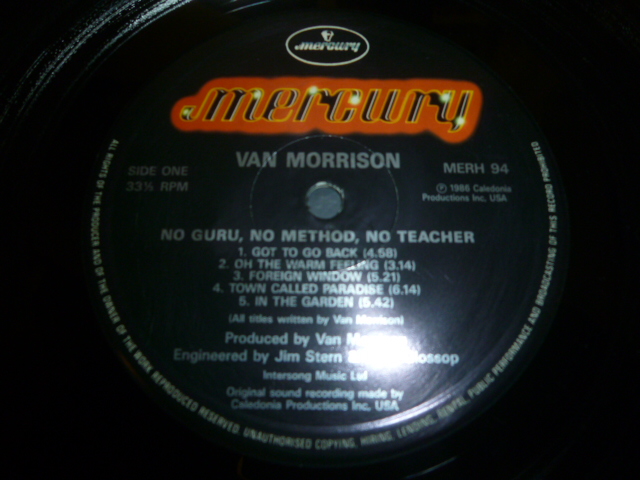 mercury
mercury
VAN MORRISON
SIDE ONE
33⅓ RPM
MERH 94
℗ 1986 Caledonia
Productions Inc. USA
NO GURU, NO METHOD, NO TEACHER
1. GOT TO GO BACK (4.58)
2. OH THE WARM FEELING (3.14)
3. FOREIGN WINDOW (5.21)
4. TOWN CALLED PARADISE (6.14)
5. IN THE GARDEN (5.42)
(All titles written by Van Morrison)
Produced by Van
Engineered by Jim Stern
Intersong Music Ltd
Original sound recording made by
Caledonia Productions Inc. USA
ALL RIGHTS OF THE PRODUCER AND OF THE OWNER OF THE WORK REPRODUCED RESERVED. UNAUTHORISED COPYING, HIRING, LENDING, RENTAL, PUBLIC PERFORMANCE AND BROADCASTING OF THIS RECORD PROHIBITED